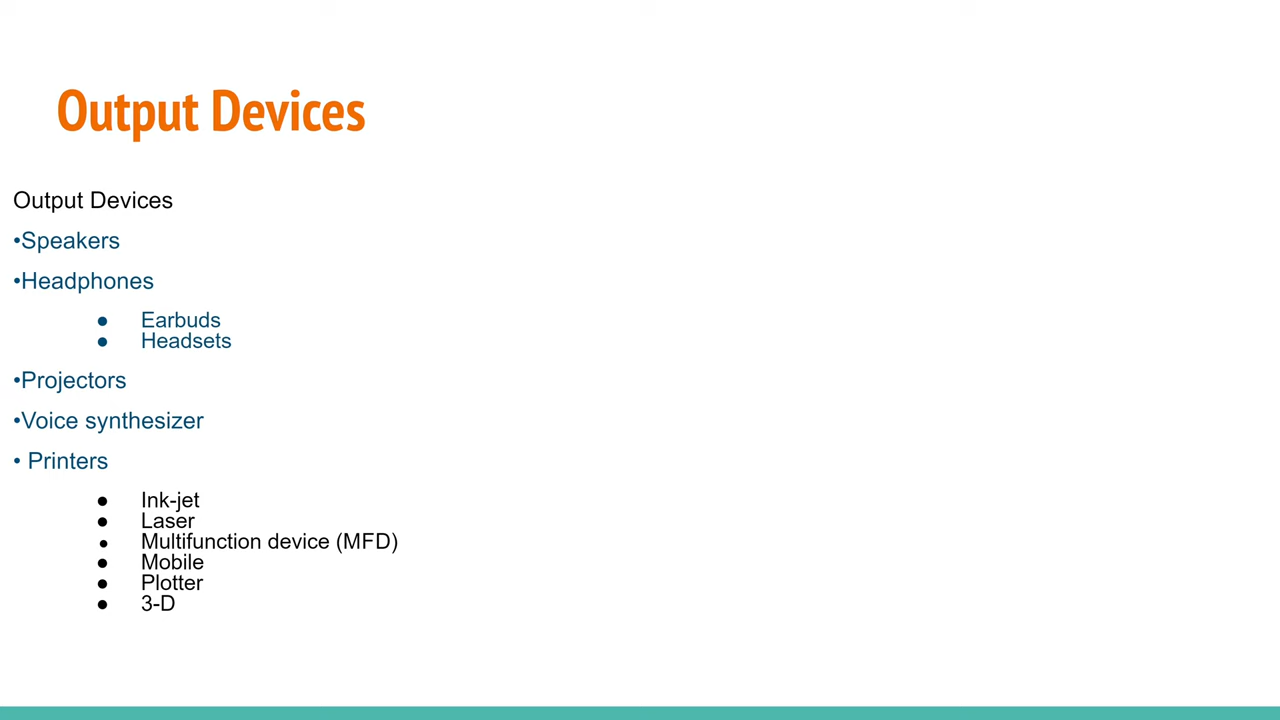 Output Devices
Output Devices
•Speakers
•Headphones
● Earbuds
● Headsets
•Projectors
•Voice synthesizer
• Printers
● Ink-jet
● Laser
● Multifunction device (MFD)
● Mobile
● Plotter
● 3-D